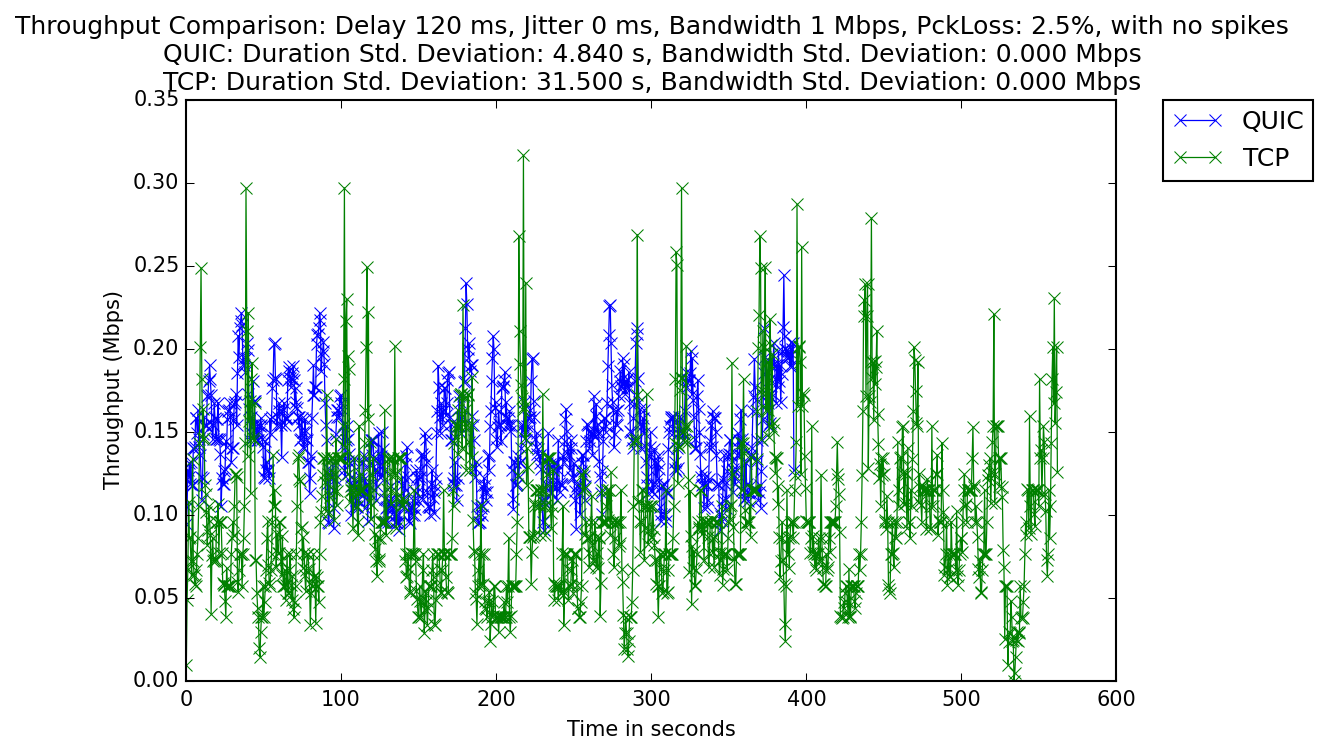 Throughput Comparison: Delay 120 ms, Jitter 0 ms, Bandwidth 1 Mbps, PckLoss: 2.5%, with no spikes
QUIC: Duration Std. Deviation: 4.840 s, Bandwidth Std. Deviation: 0.000 Mbps
TCP: Duration Std. Deviation: 31.500 s, Bandwidth Std. Deviation: 0.000 Mbps
0.35
0.30
0.25
0.20
0.15
0.10
0.05
0.00
Throughput (Mbps)
0 100 200 300 400 500 600
Time in seconds
QUIC
TCP